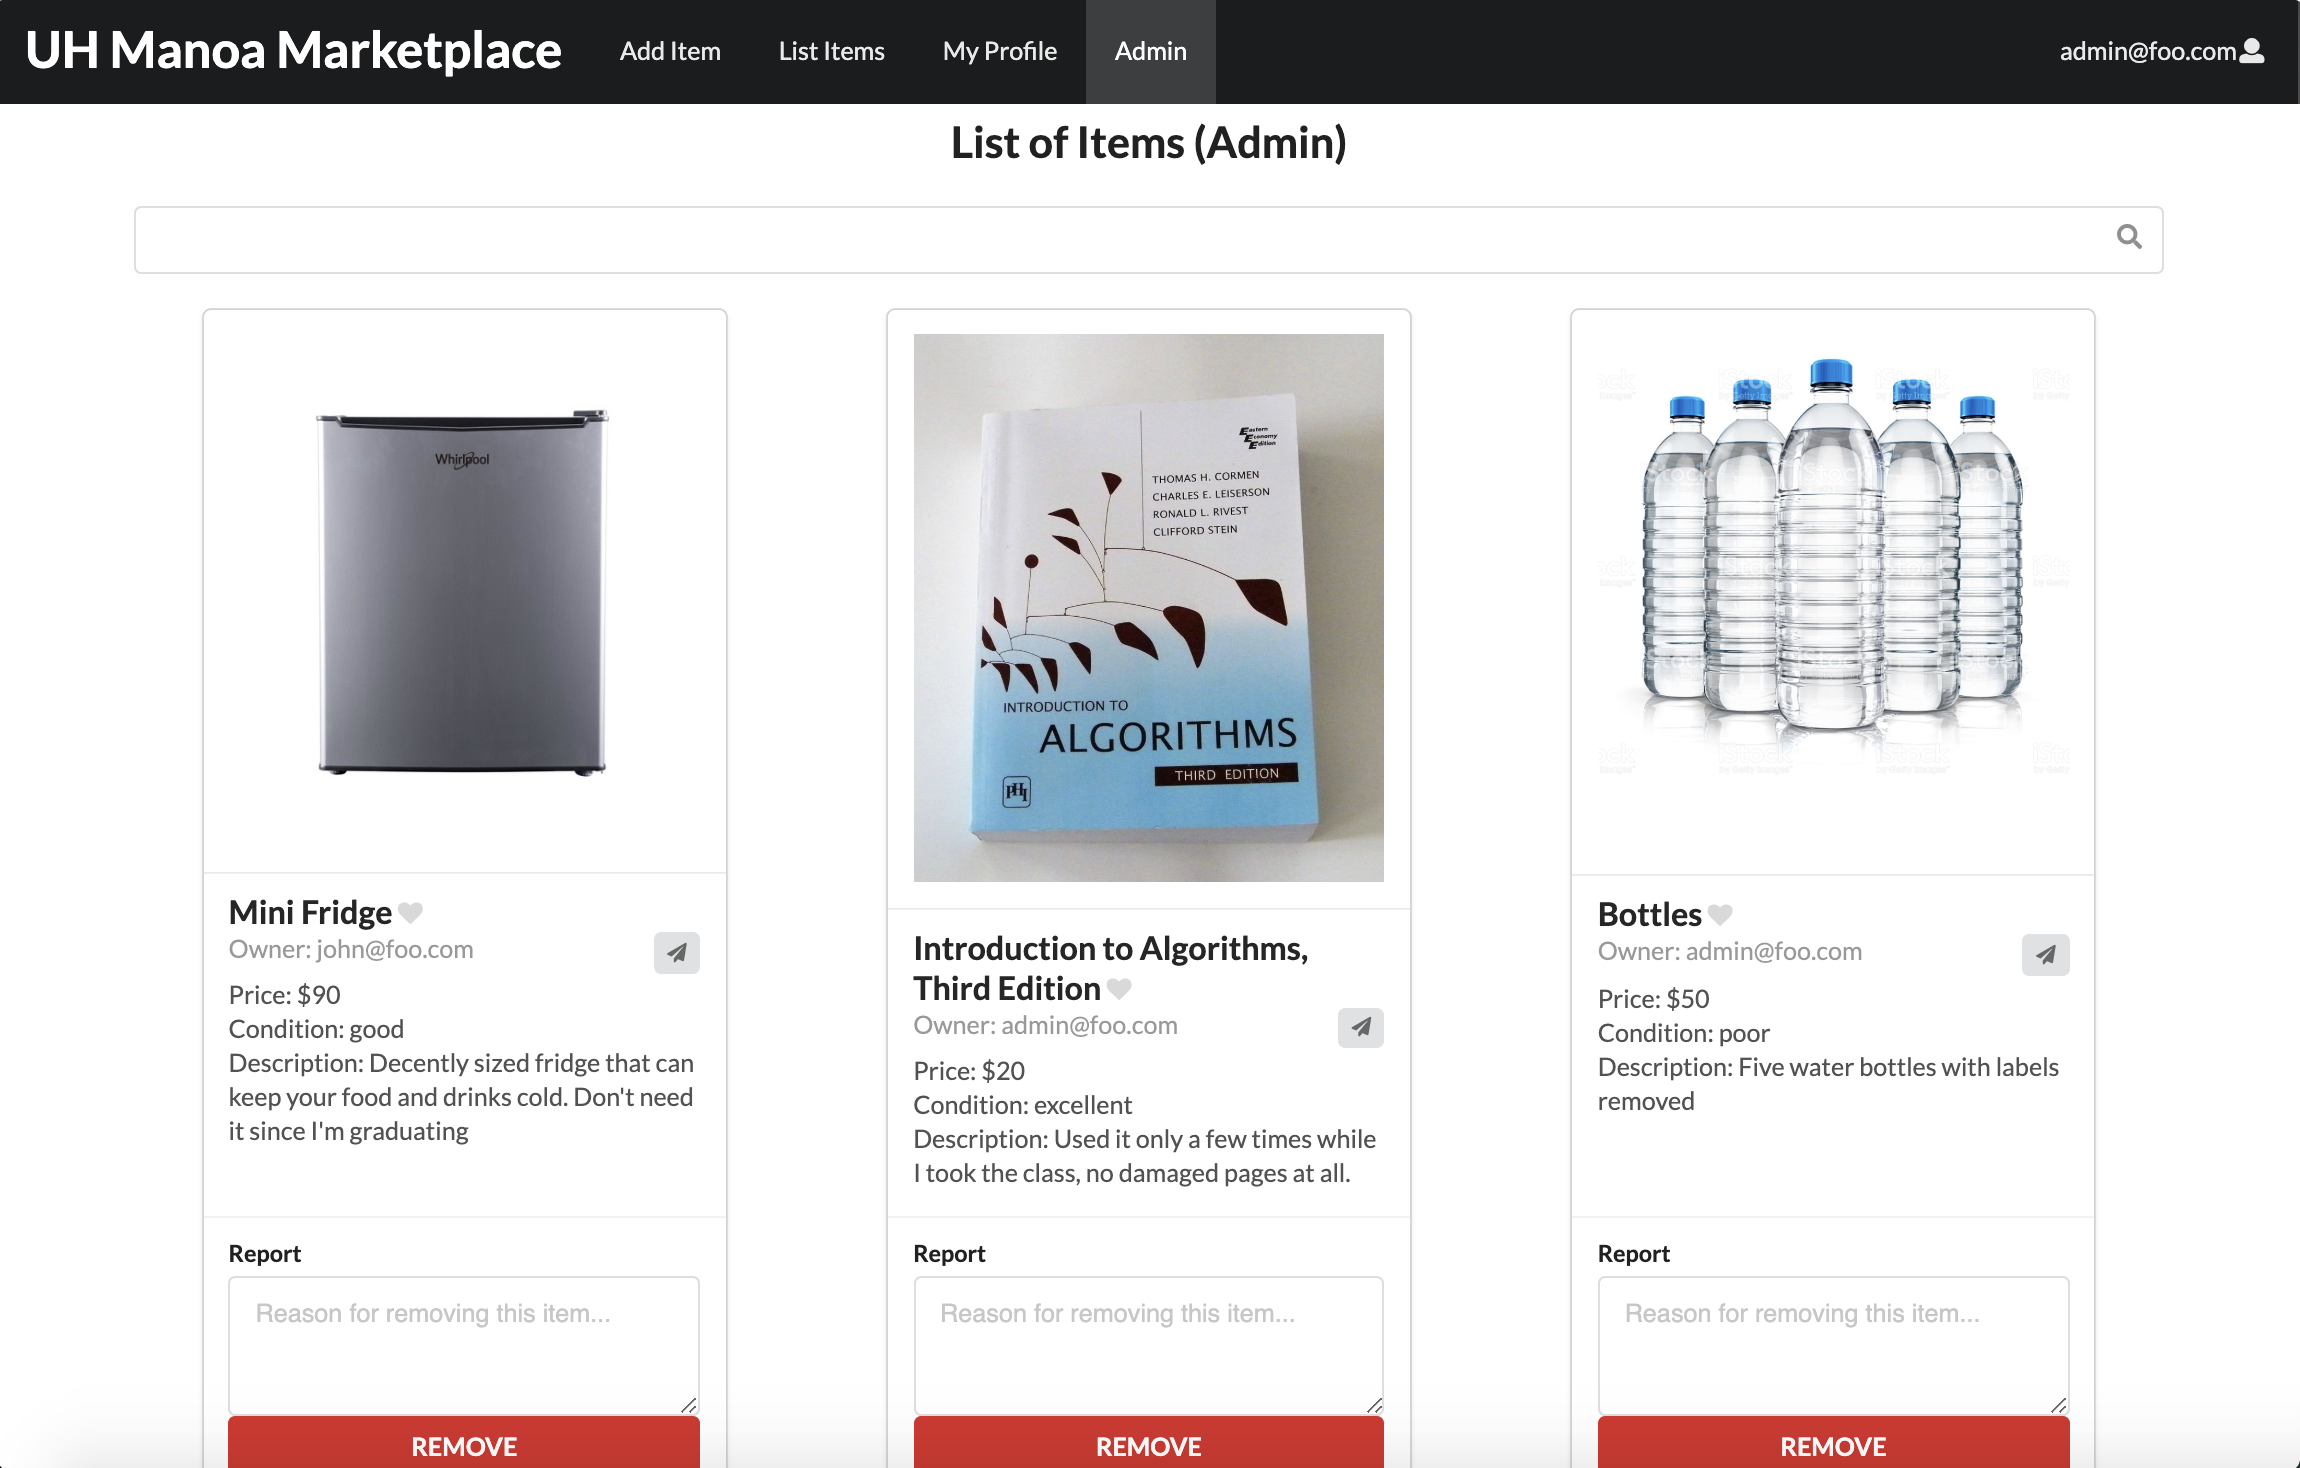 UH Manoa Marketplace
Add Item
List Items
My Profile
Admin
admin@foo.com
List of Items (Admin)
Whirlpool
Eastern
Economy
Edition
THOMAS H. CORMEN
CHARLES E. LEISERSON
RONALD L. RIVEST
CLIFFORD STEIN
INTRODUCTION TO
ALGORITHMS
THIRD EDITION
PHI
iStock
by Getty Images™
Mini Fridge
Owner: john@foo.com
Price: $90
Condition: good
Description: Decently sized fridge that can
keep your food and drinks cold. Don't need
it since I'm graduating
Report
Reason for removing this item...
REMOVE
Introduction to Algorithms,
Third Edition
Owner: admin@foo.com
Price: $20
Condition: excellent
Description: Used it only a few times while
I took the class, no damaged pages at all.
Report
Reason for removing this item...
REMOVE
Bottles
Owner: admin@foo.com
Price: $50
Condition: poor
Description: Five water bottles with labels
removed
Report
Reason for removing this item...
REMOVE